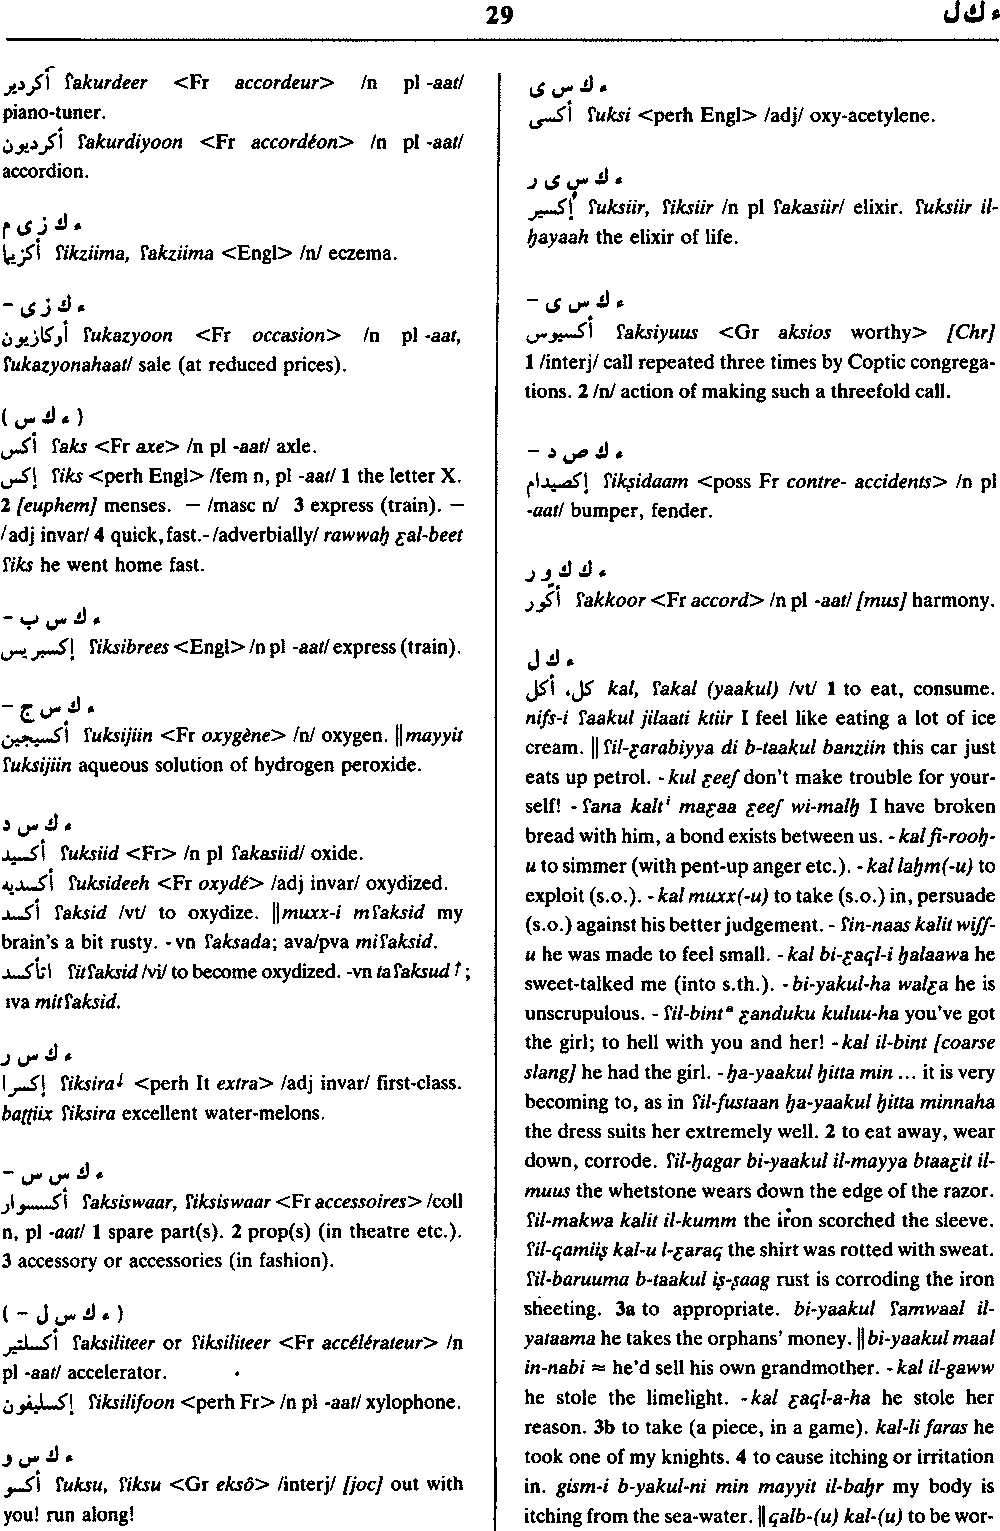 29
ء ك ل
أكردير ʕakurdeer <Fr accordeur> /n pl -aat/
piano-tuner.
أكرديون ʕakurdiyoon <Fr accordéon> /n pl -aat/
accordion.
ء ك ز ى م
أكزيما ʕikziima, ʕakziima <Engl> /n/ eczema.
ء ك ز ى –
أوكازيون ʕukazyoon <Fr occasion> /n pl -aat,
ʕukazyonahaat/ sale (at reduced prices).
( ء ك س )
أكس ʕaks <Fr axe> /n pl -aat/ axle.
إكس ʕiks <perh Engl> /fem n, pl -aat/ 1 the letter X.
2 [euphem] menses. — /masc n/ 3 express (train). —
/adj invar/ 4 quick, fast.-/adverbially/ rawwaḥ ɛal-beet
ʕiks he went home fast.
ء ك س ب –
إكسبريس ʕiksibrees <Engl> /n pl -aat/ express (train).
ء ك س ج –
أكسيجين ʕuksijiin <Fr oxygène> /n/ oxygen. ‖mayyit
ʕuksijiin aqueous solution of hydrogen peroxide.
ء ك س د
أكسيد ʕuksiid <Fr> /n pl ʕakasiid/ oxide.
أكسديه ʕuksideeh <Fr oxydé> /adj invar/ oxydized.
أكسد ʕaksid /vt/ to oxydize. ‖muxx-i mʕaksid my
brain's a bit rusty. -vn ʕaksada; ava/pva miʕaksid.
اتأكسد ʕitʕaksid /vi/ to become oxydized. -vn taʕaksud↑;
iva mitʕaksid.
ء ك س ر
إكسرا ʕiksira↓ <perh It extra> /adj invar/ first-class.
baṭṭiix ʕiksira excellent water-melons.
ء ك س س –
أكسسوار ʕaksiswaar, ʕiksiswaar <Fr accessoires> /coll
n, pl -aat/ 1 spare part(s). 2 prop(s) (in theatre etc.).
3 accessory or accessories (in fashion).
( ء ك س ل – )
أكسلتير ʕaksiliteer or ʕiksiliteer <Fr accélérateur> /n
pl -aat/ accelerator.
إكسليفون ʕiksilifoon <perh Fr> /n pl -aat/ xylophone.
ء ك س و
أكسو ʕuksu, ʕiksu <Gr eksô> /interj/ [joc] out with
you! run along!
ء ك س ى
أكسى ʕuksi <perh Engl> /adj/ oxy-acetylene.
ء ك س ى ر
إُكسير ʕuksiir, ʕiksiir /n pl ʕakasiir/ elixir. ʕuksiir il-
ḥayaah the elixir of life.
ء ك س ى –
أكسيوس ʕaksiyuus <Gr aksios worthy> [Chr]
1 /interj/ call repeated three times by Coptic congrega-
tions. 2 /n/ action of making such a threefold call.
ء ك ص د –
إكصيدام ʕikṣidaam <poss Fr contre- accidents> /n pl
-aat/ bumper, fender.
ء ك ك و ر
أكّور ʕakkoor <Fr accord> /n pl -aat/ [mus] harmony.
ء ك ل
كل، أكل kal, ʕakal (yaakul) /vt/ 1 to eat, consume.
nifs-i ʕaakul jilaati ktiir I feel like eating a lot of ice
cream. ‖ ʕil-ɛarabiyya di b-taakul banziin this car just
eats up petrol. -kul ɛeeʃ don't make trouble for your-
self! -ʕana kaltⁱ maɛaa ɛeeʃ wi-malḥ I have broken
bread with him, a bond exists between us. -kal fi-rooḥ-
u to simmer (with pent-up anger etc.). -kal laḥm(-u) to
exploit (s.o.). -kal muxx(-u) to take (s.o.) in, persuade
(s.o.) against his better judgement. - ʕin-naas kalit wiʃʃ-
u he was made to feel small. -kal bi-ɛaql-i ḥalaawa he
sweet-talked me (into s.th.). -bi-yakul-ha walɛa he is
unscrupulous. - ʕil-bintᵃ ɛanduku kuluu-ha you've got
the girl; to hell with you and her! -kal il-bint [coarse
slang] he had the girl. -ḥa-yaakul ḥitta min ... it is very
becoming to, as in ʕil-fustaan ḥa-yaakul ḥitta minnaha
the dress suits her extremely well. 2 to eat away, wear
down, corrode. ʕil-ḥagar bi-yaakul il-mayya btaaɛit il-
muus the whetstone wears down the edge of the razor.
ʕil-makwa kalit il-kumm the iron scorched the sleeve.
ʕil-qamiiṣ kal-u l-ɛaraq the shirt was rotted with sweat.
ʕil-baruuma b-taakul iṣ-ṣaag rust is corroding the iron
sheeting. 3a to appropriate. bi-yaakul ʕamwaal il-
yataama he takes the orphans' money. ‖bi-yaakul maal
in-nabi ≈ he'd sell his own grandmother. -kal il-gaww
he stole the limelight. -kal ɛaql-a-ha he stole her
reason. 3b to take (a piece, in a game). kal-li faras he
took one of my knights. 4 to cause itching or irritation
in. gism-i b-yakul-ni min mayyit il-baḥr my body is
itching from the sea-water. ‖qalb-(u) kal-(u) to be wor-